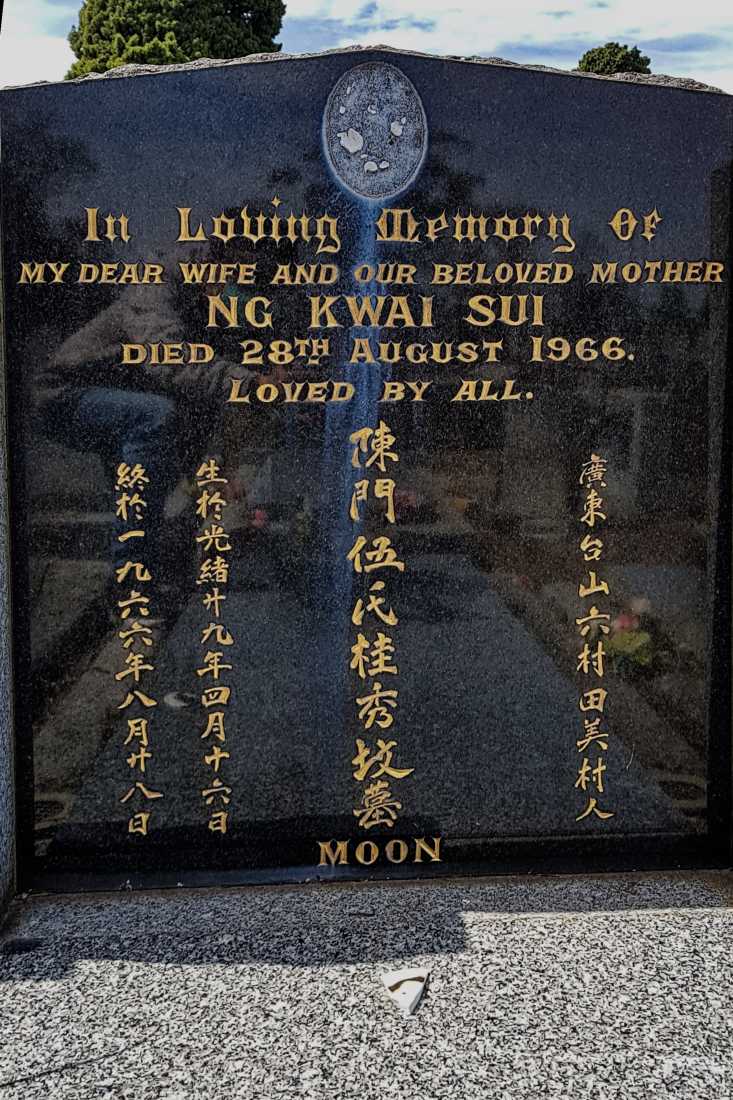 In Loving Memory Of
MY DEAR WIFE AND OUR BELOVED MOTHER
NG KWAI SUI
DIED 28TH AUGUST 1966.
LOVED BY ALL.
廣東台山六村田美村人
陳門伍氏桂秀坟墓
生於光緒廿九年四月十六日
終於一九六六年八月廿八日
MOON